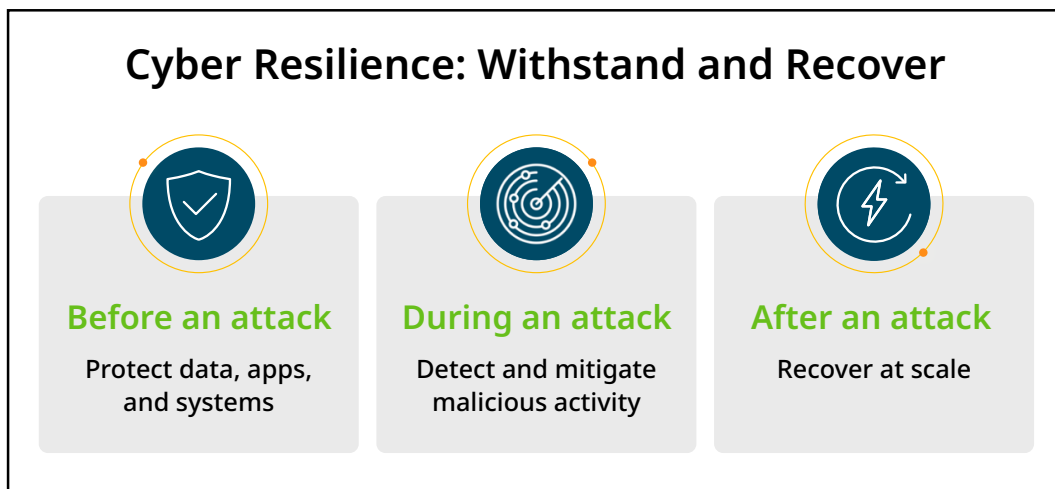 Cyber Resilience: Withstand and Recover
Before an attack
Protect data, apps,
and systems
During an attack
Detect and mitigate
malicious activity
After an attack
Recover at scale